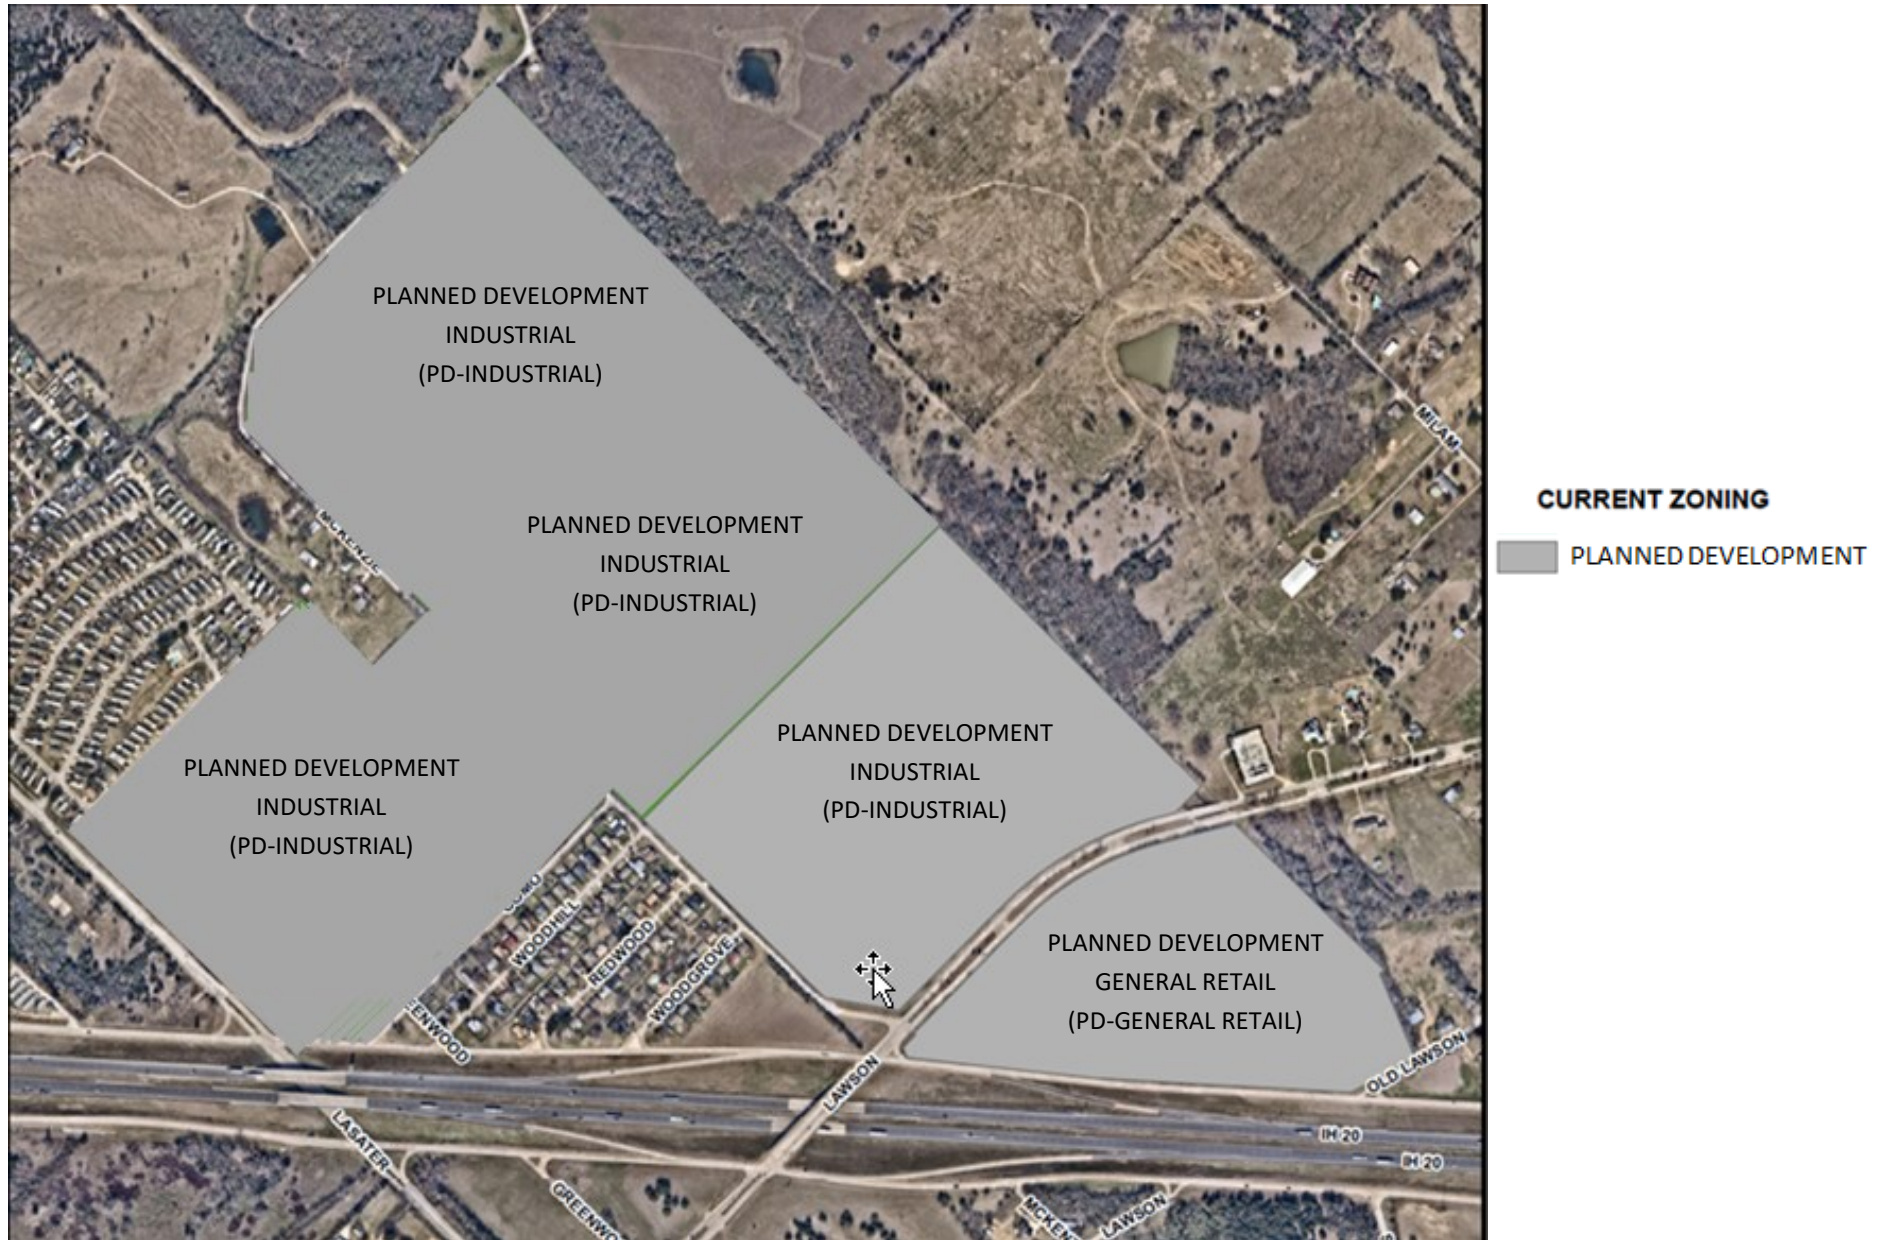 PLANNED DEVELOPMENT
INDUSTRIAL
(PD-INDUSTRIAL)
MILAM
CURRENT ZONING
PLANNED DEVELOPMENT
PLANNED DEVELOPMENT
INDUSTRIAL
(PD-INDUSTRIAL)
PLANNED DEVELOPMENT
INDUSTRIAL
(PD-INDUSTRIAL)
PLANNED DEVELOPMENT
INDUSTRIAL
(PD-INDUSTRIAL)
WOODHILL
REDWOOD
WOODGROVE
PLANNED DEVELOPMENT
GENERAL RETAIL
(PD-GENERAL RETAIL)
ENWOOD
OLD LAWSON
LAWSON
LASATER
IH 20
IH 20
GREENWO
MCKEN
LAWSON